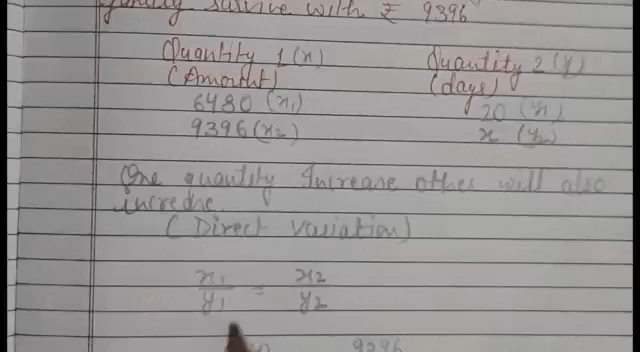 family survive with ₹ 9396
Quantity 1 (x) Quantity 2 (y)
(Amount) (days)
6480 (x1) 20 (y1)
9396 (x2) x (y2)
One quantity Increase other will also
increase.
(Direct Variation)
x1 = x2
y1 y2
9396